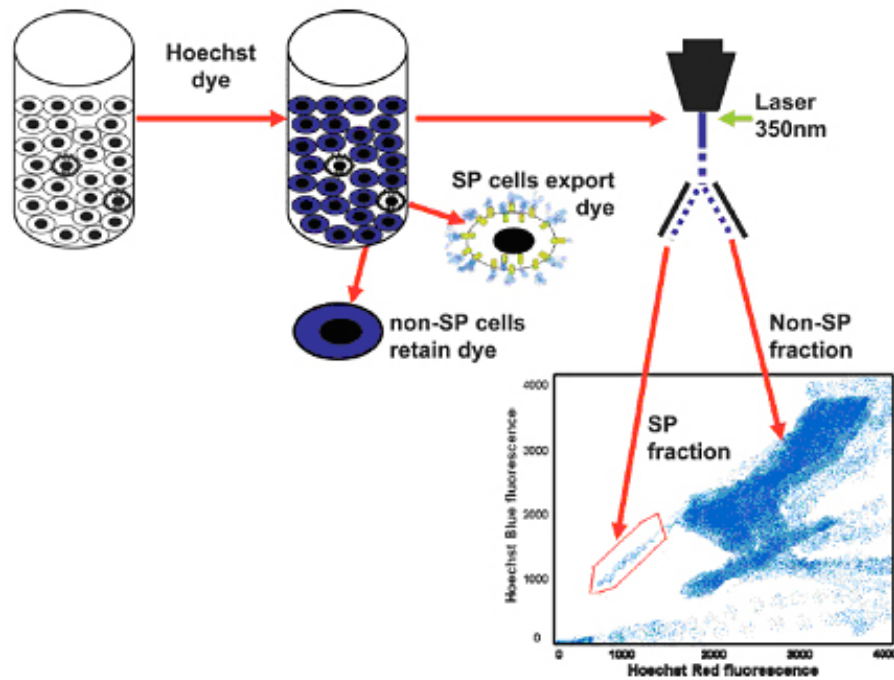 Hoechst
dye
Laser
350nm
SP cells export
dye
non-SP cells
retain dye
Non-SP
fraction
SP
fraction
Hoechst Blue fluorescence
4000
3000
2000
1000
0
0 1000 2000 3000 4000
Hoechst Red fluorescence